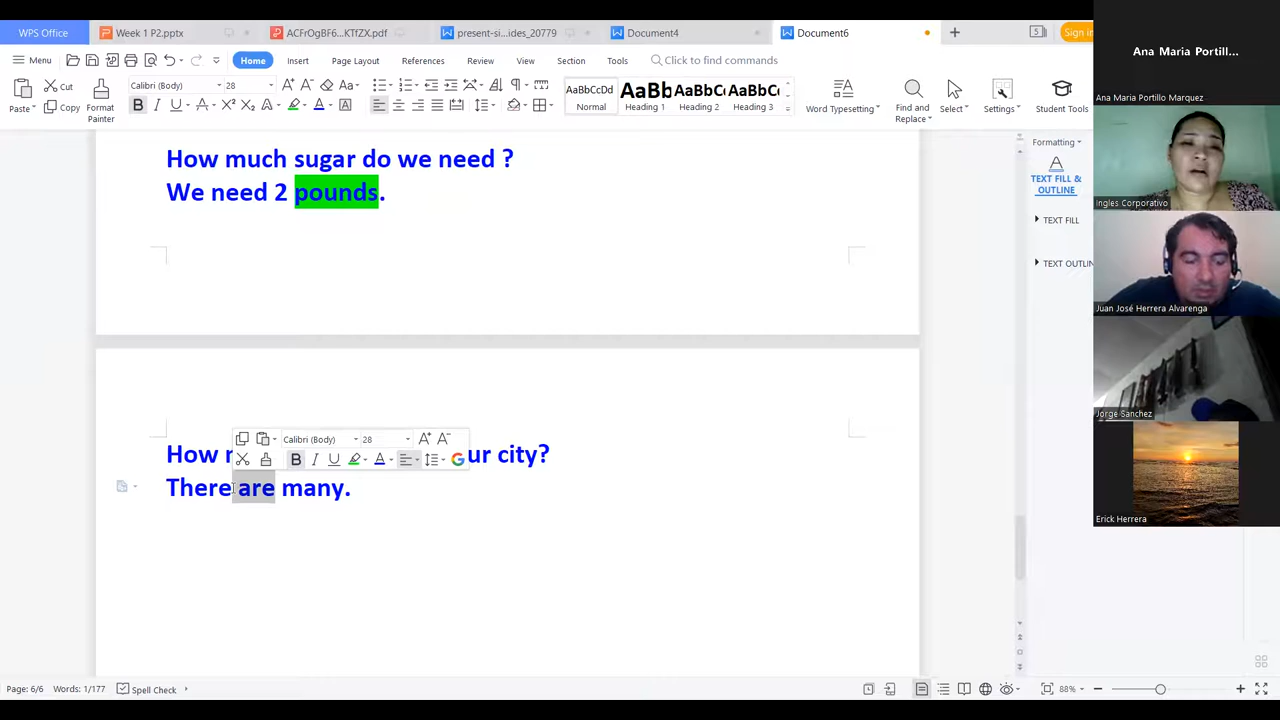 WPS Office
Week 1 P2.pptx
ACFrOgBF6...KTfZX.pdf
present-si...ides_20779
Document4
Document6
Sign in
Menu
Home
Insert
Page Layout
References
Review
View
Section
Tools
Click to find commands
Paste
Cut
Copy
Format Painter
Calibri (Body)
28
AaBbCcDd
Normal
AaBb
Heading 1
AaBbC
Heading 2
AaBbC
Heading 3
Word Typesetting
Find and Replace
Select
Settings
Student Tools
How much sugar do we need ?
We need 2 pounds.
Calibri (Body) 28
How
ur city?
There are many.
Formatting
TEXT FILL & OUTLINE
TEXT FILL
Ana Maria Portill...
Ana Maria Portillo Marquez
Ingles Corporativo
Juan José Herrera Alvarenga
Jorge Sanchez
Erick Herrera
Page: 6/6
Words: 1/177
Spell Check
88%